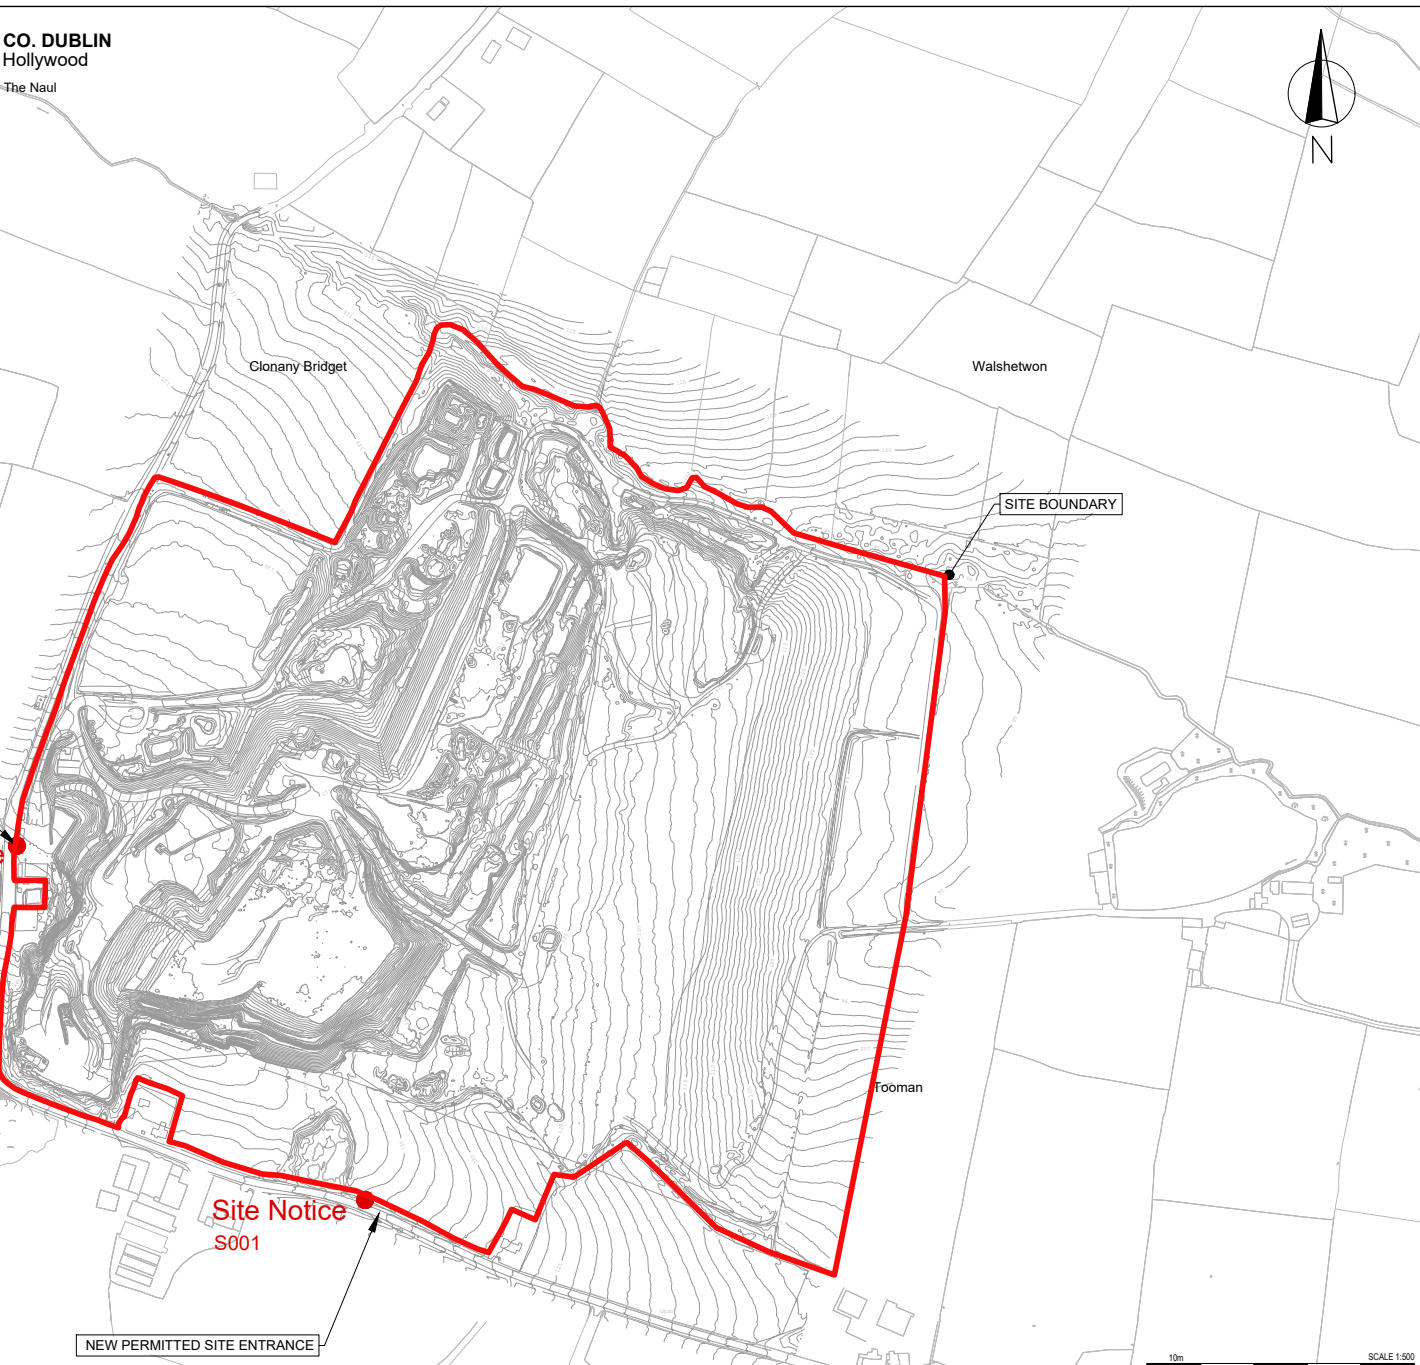 CO. DUBLIN
Hollywood
The Naul
N
Clonany Bridget
Walshetwon
SITE BOUNDARY
Tooman
Site Notice
S001
NEW PERMITTED SITE ENTRANCE
10m
SCALE 1:500